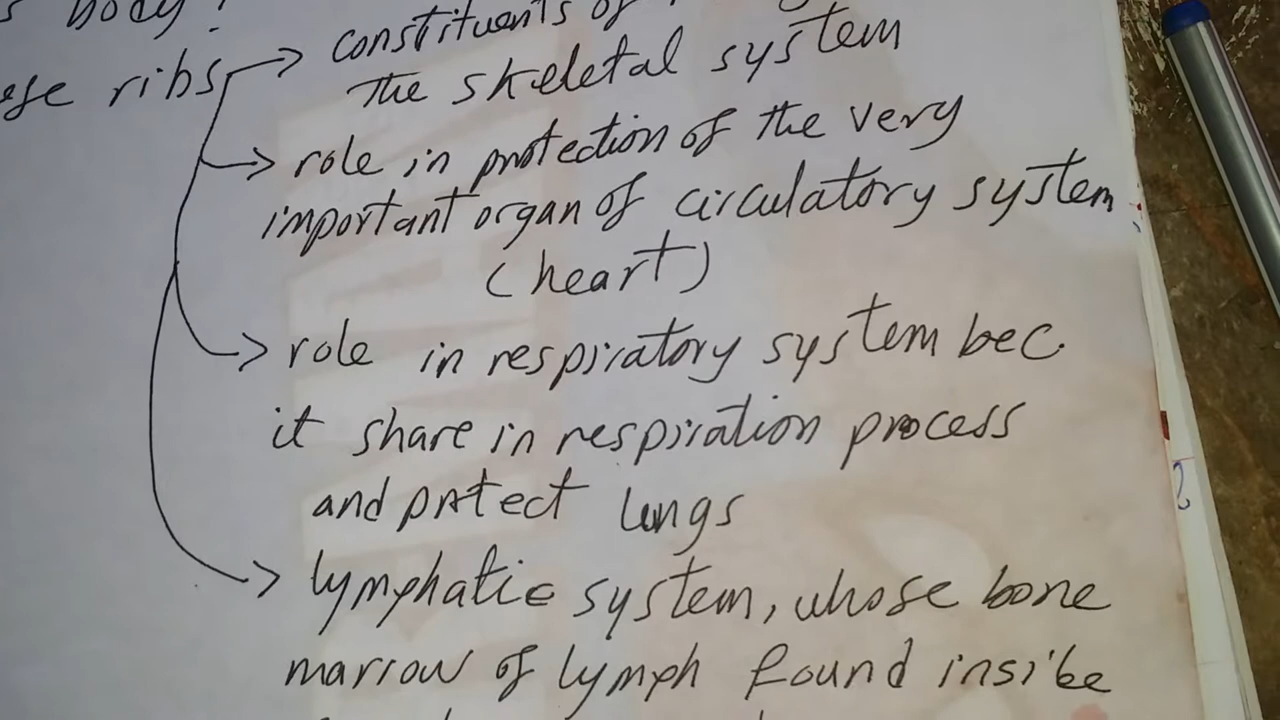 s body?
constituents of
ese ribs
The skeletal system
role in protection of the very
important organ of circulatory system
(heart)
role in respiratory system bec.
it share in respiration process
and protect lungs
lymphatic system, whose bone
marrow of lymph found insibe